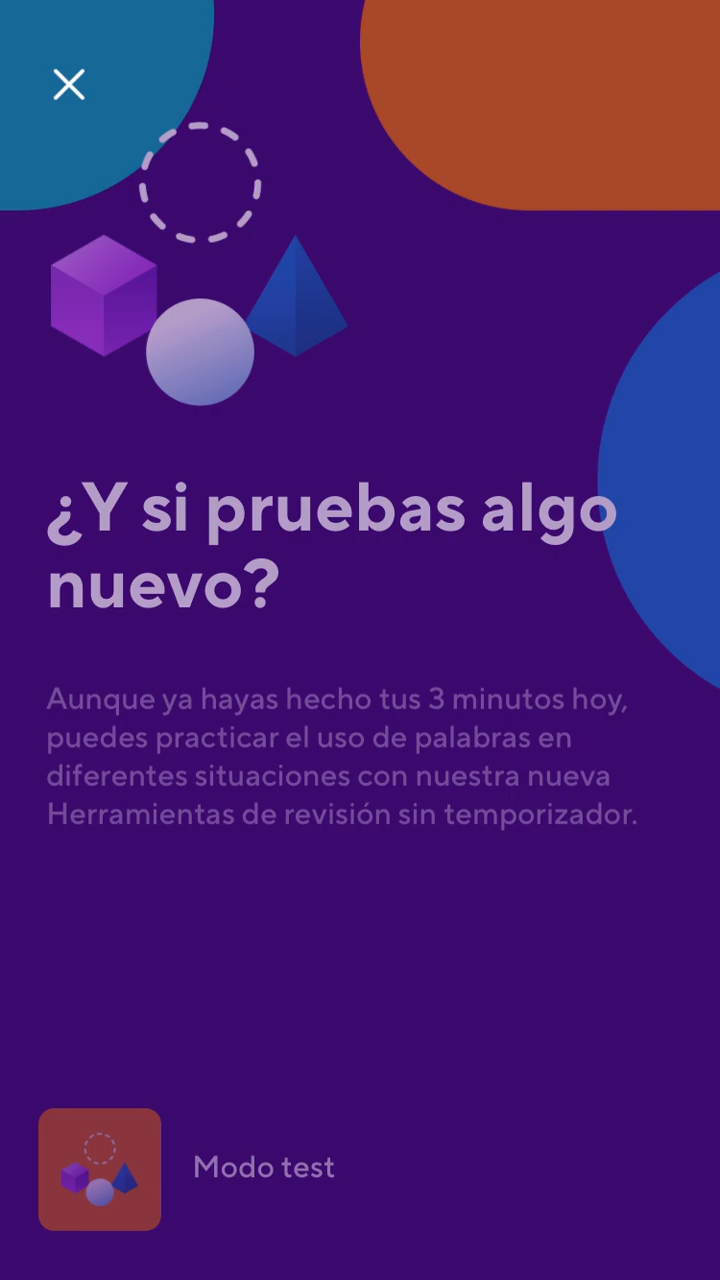 ¿Y si pruebas algo
nuevo?
Aunque ya hayas hecho tus 3 minutos hoy,
puedes practicar el uso de palabras en
diferentes situaciones con nuestra nueva
Herramientas de revisión sin temporizador.
Modo test